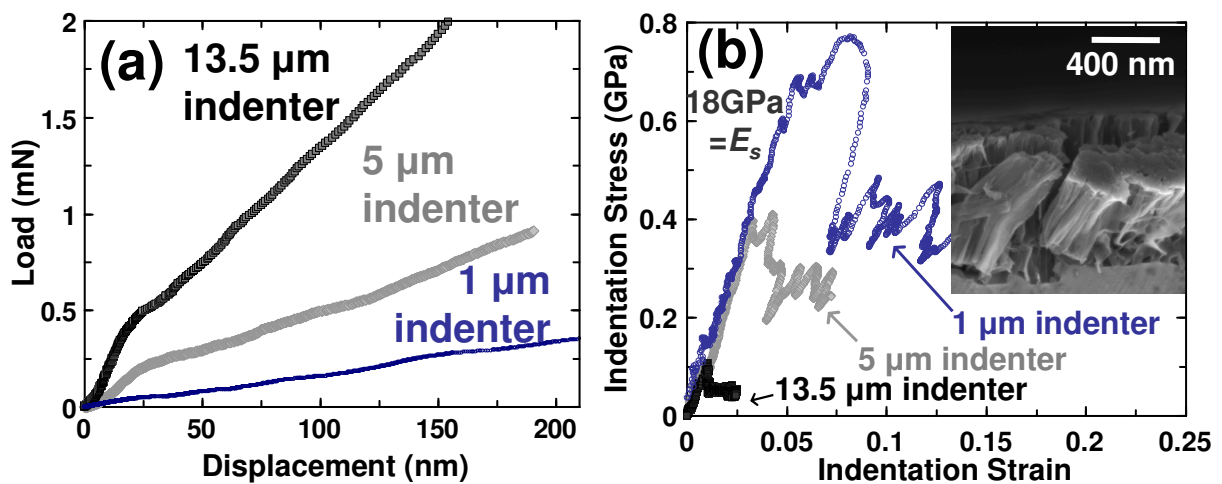 (a)
13.5 µm
indenter
5 µm
indenter
1 µm
indenter
Load (mN)
2
1.5
1
0.5
0
0 50 100 150 200
Displacement (nm)
(b)
18GPa
=Es
400 nm
1 µm indenter
5 µm indenter
13.5 µm indenter
Indentation Stress (GPa)
0.8
0.6
0.4
0.2
0
0 0.05 0.1 0.15 0.2 0.25
Indentation Strain